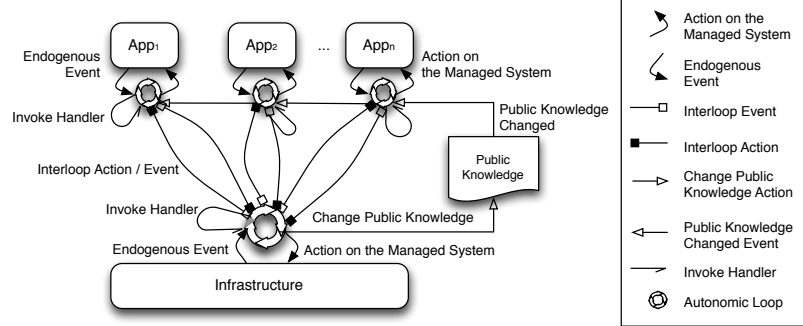 App1
App2
...
Appn
Endogenous
Event
Action on
the Managed System
Invoke Handler
Public Knowledge
Changed
Interloop Action / Event
Public
Knowledge
Invoke Handler
Change Public Knowledge
Endogenous Event
Action on the Managed System
Infrastructure
Action on the
Managed System
Endogenous
Event
Interloop Event
Interloop Action
Change Public
Knowledge Action
Public Knowledge
Changed Event
Invoke Handler
Autonomic Loop